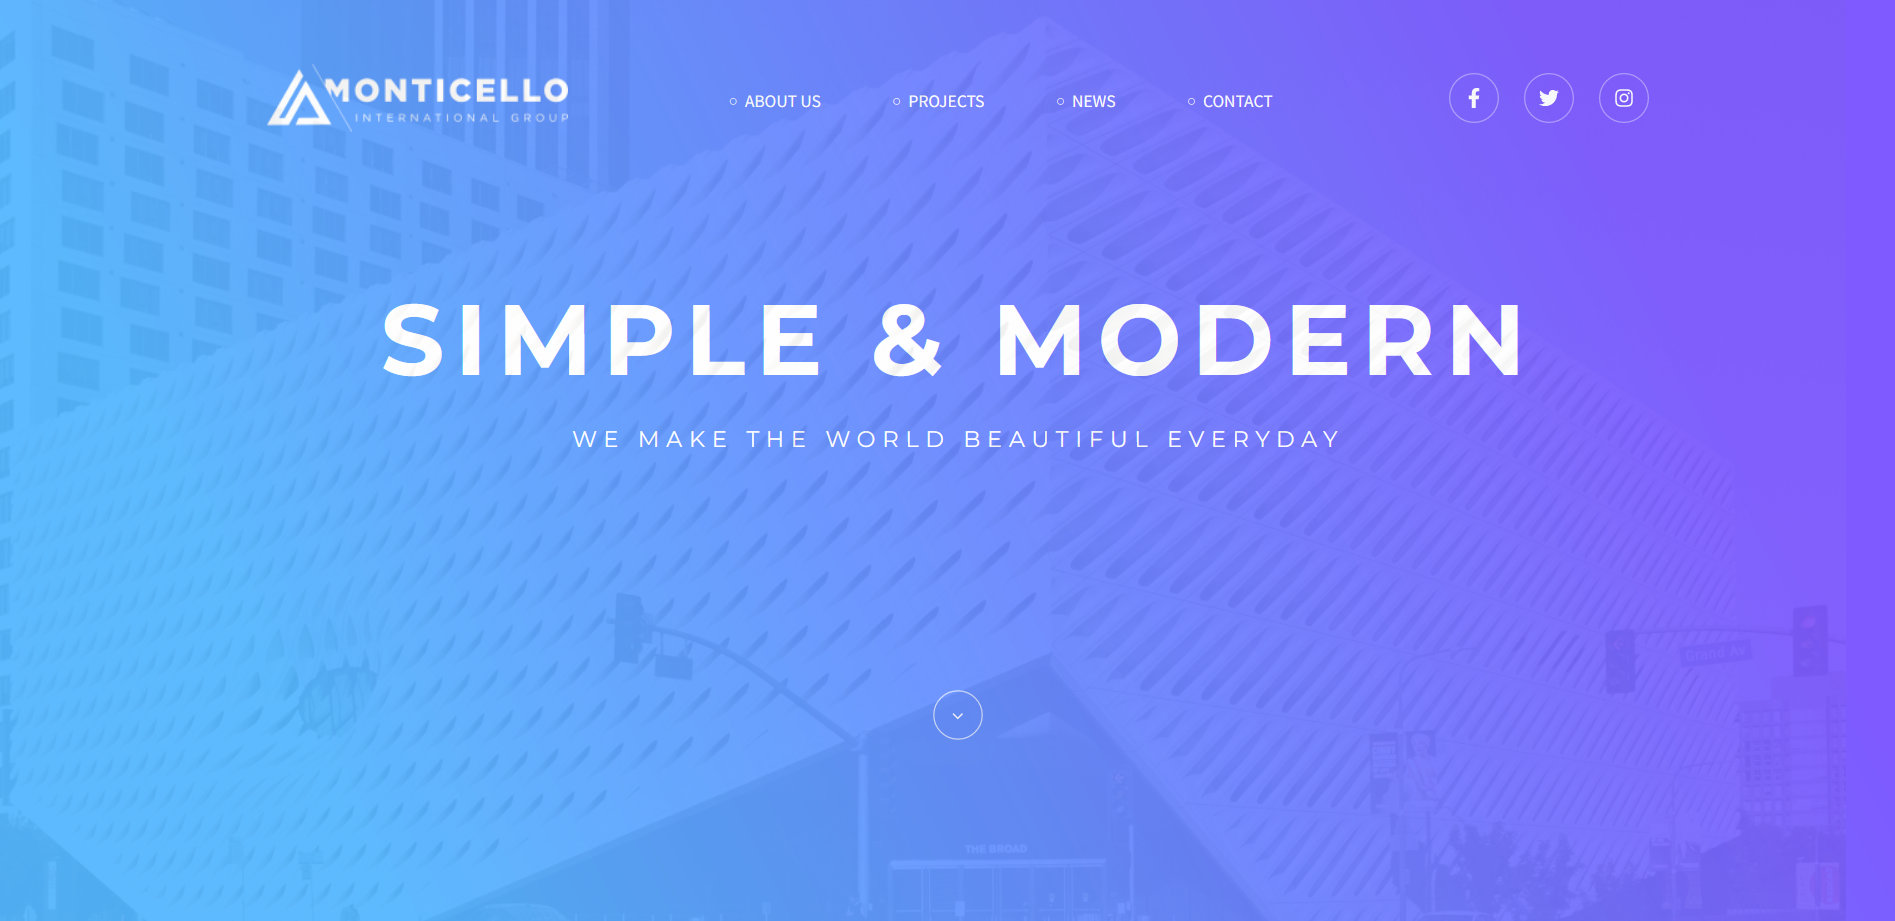 MONTICELLO
INTERNATIONAL GROUP
ABOUT US
PROJECTS
NEWS
CONTACT
SIMPLE & MODERN
WE MAKE THE WORLD BEAUTIFUL EVERYDAY
Grand Av
THE BROAD